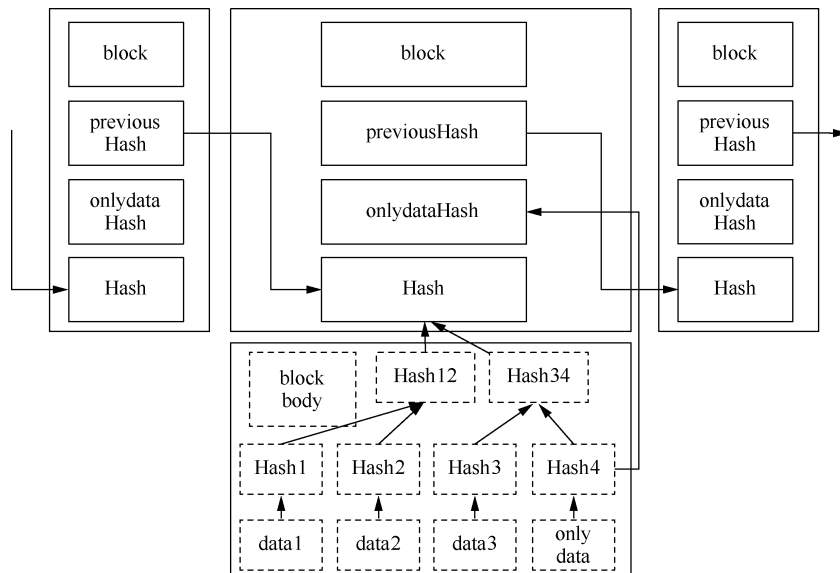 block
previous
Hash
onlydata
Hash
Hash
block
previousHash
onlydataHash
Hash
block
previous
Hash
onlydata
Hash
Hash
block
body
Hash12
Hash34
Hash1
Hash2
Hash3
Hash4
data1
data2
data3
only
data